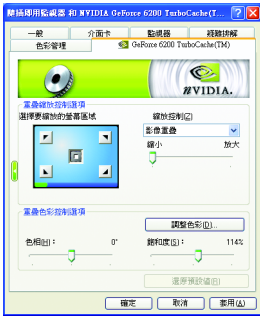 隨插即用監視器 和 NVIDIA GeForce 6200 TurboCache(T...
一般
介面卡
監視器
疑難排解
色彩管理
GeForce 6200 TurboCache(TM)
NVIDIA.
重疊縮放控制選項
選擇要縮放的螢幕區域
縮放控制(Z)
影像重疊
縮小
放大
重疊色彩控制選項
調整色彩(D)...
色相(H)：
0°
飽和度(S)：
114%
還原預設值(R)
確定
取消
套用(A)